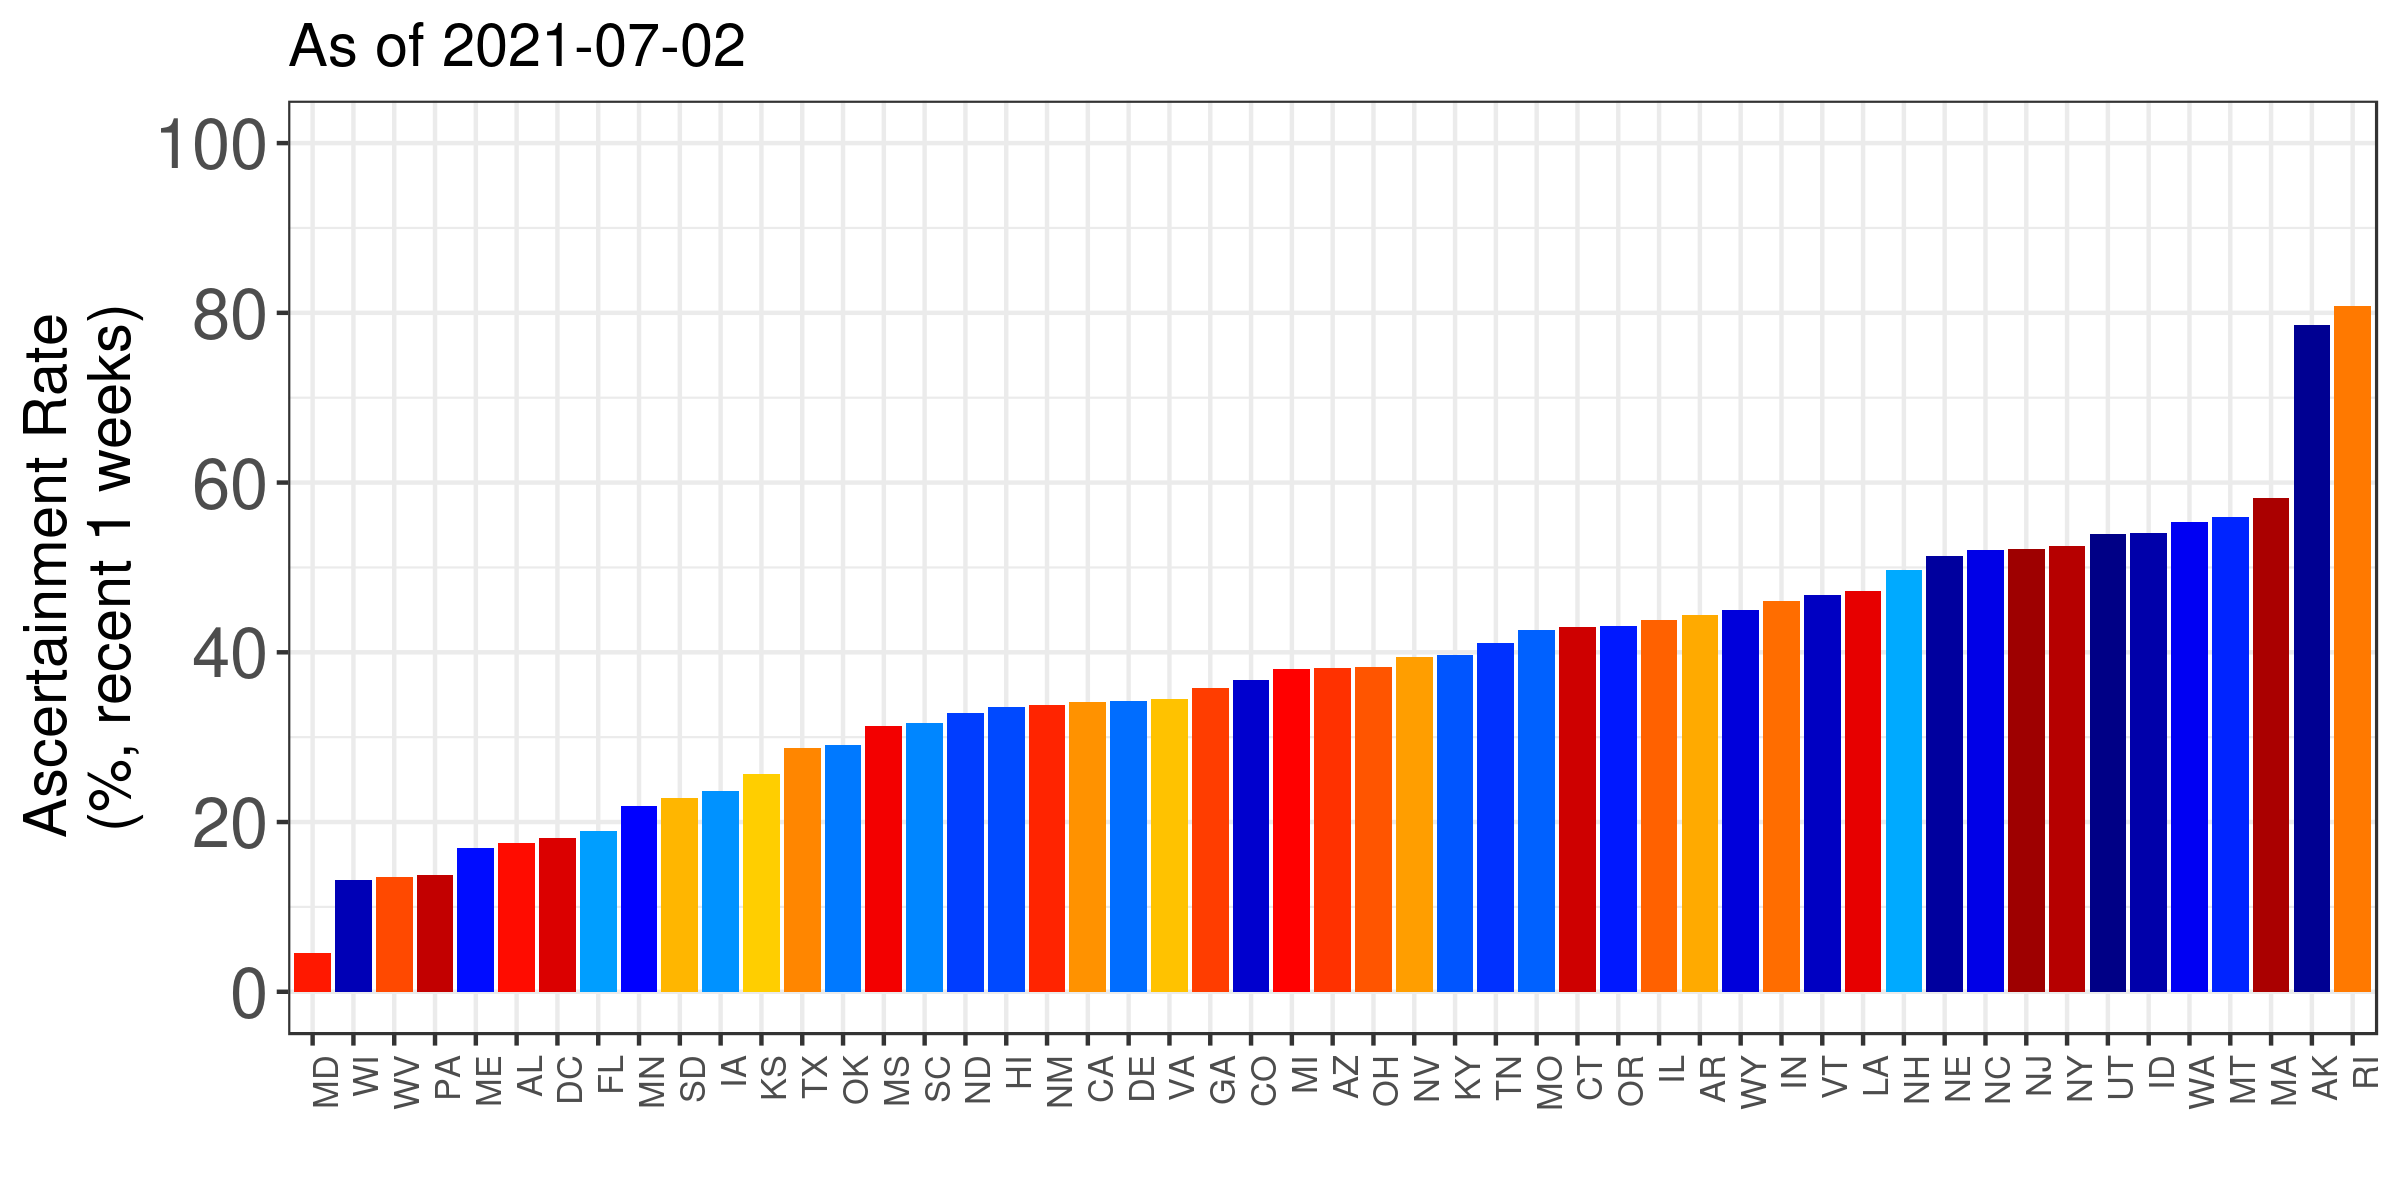 As of 2021-07-02
Ascertainment Rate
(%, recent 1 weeks)
100
80
60
40
20
0
MD WI WV PA ME AL DC FL MN SD IA KS TX OK MS SC ND HI NM CA DE VA GA CO MI AZ OH NV KY TN MO CT OR IL AR WY IN VT LA NH NE NC NJ NY UT ID WA MT MA AK RI